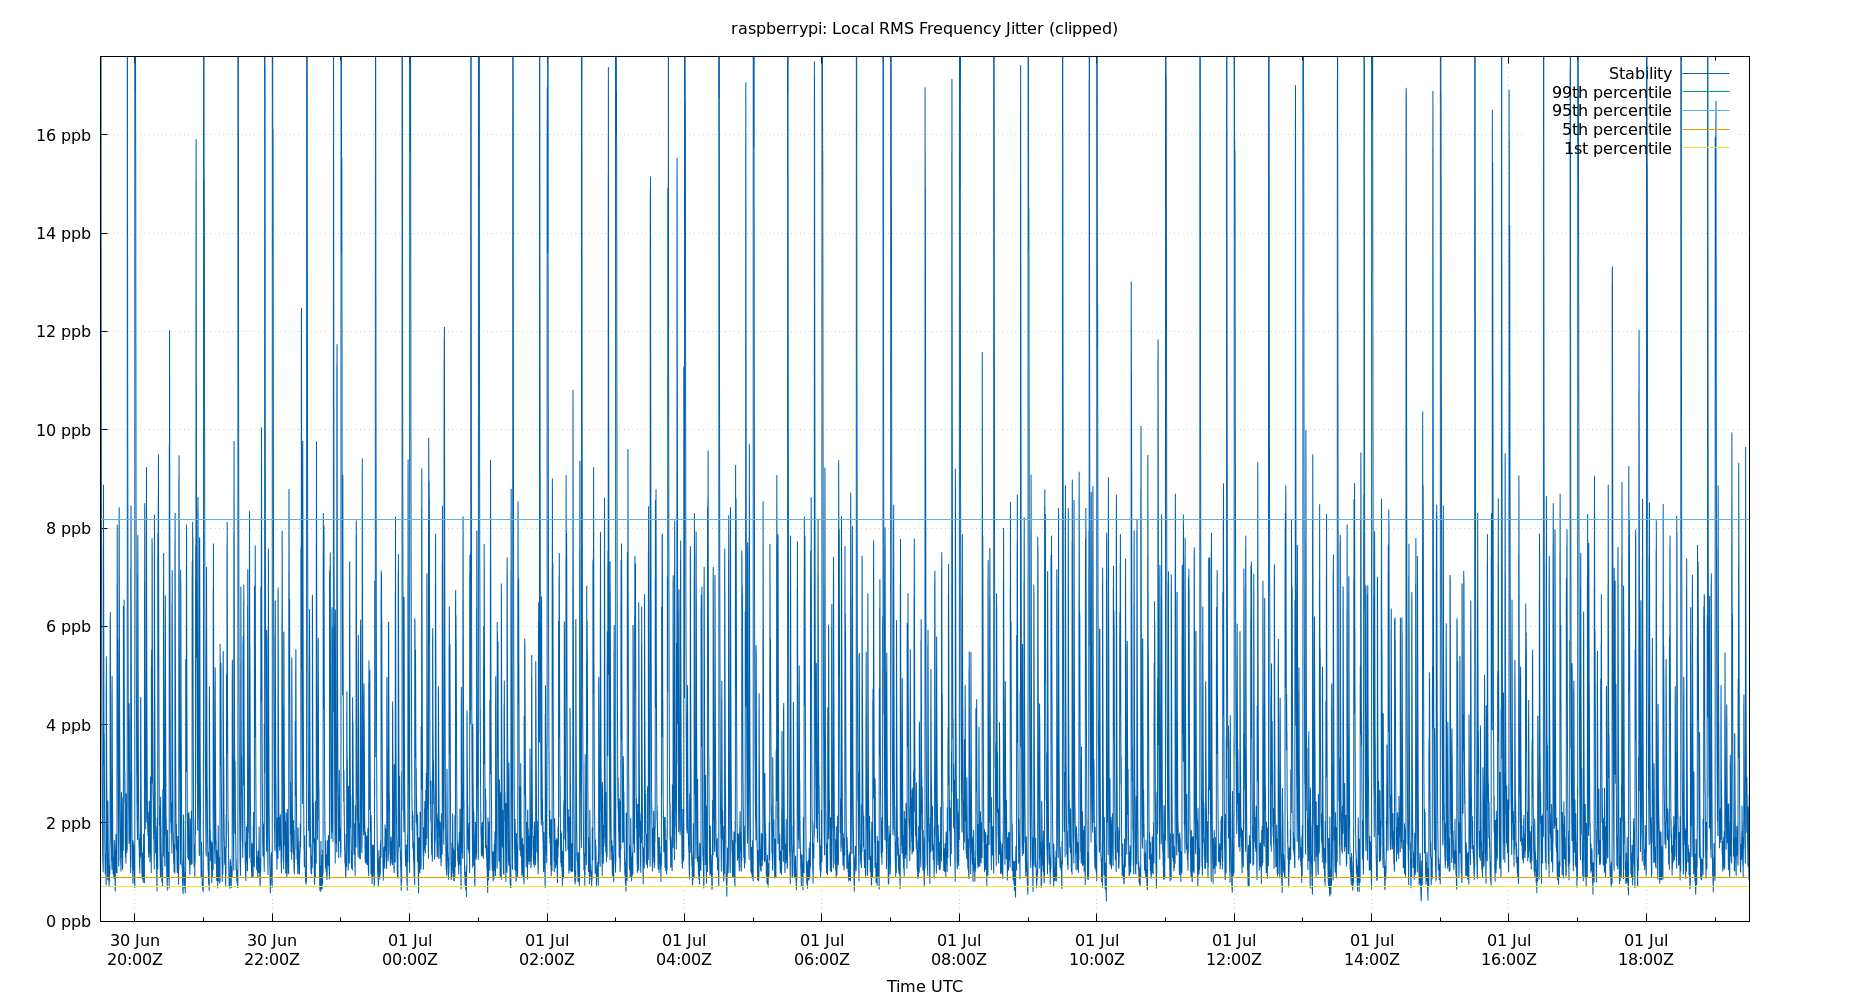 raspberrypi: Local RMS Frequency Jitter (clipped)
Stability
99th percentile
95th percentile
5th percentile
1st percentile
16 ppb
14 ppb
12 ppb
10 ppb
8 ppb
6 ppb
4 ppb
2 ppb
0 ppb
30 Jun 30 Jun 01 Jul 01 Jul 01 Jul 01 Jul 01 Jul 01 Jul 01 Jul 01 Jul 01 Jul 01 Jul
20:00Z 22:00Z 00:00Z 02:00Z 04:00Z 06:00Z 08:00Z 10:00Z 12:00Z 14:00Z 16:00Z 18:00Z
Time UTC